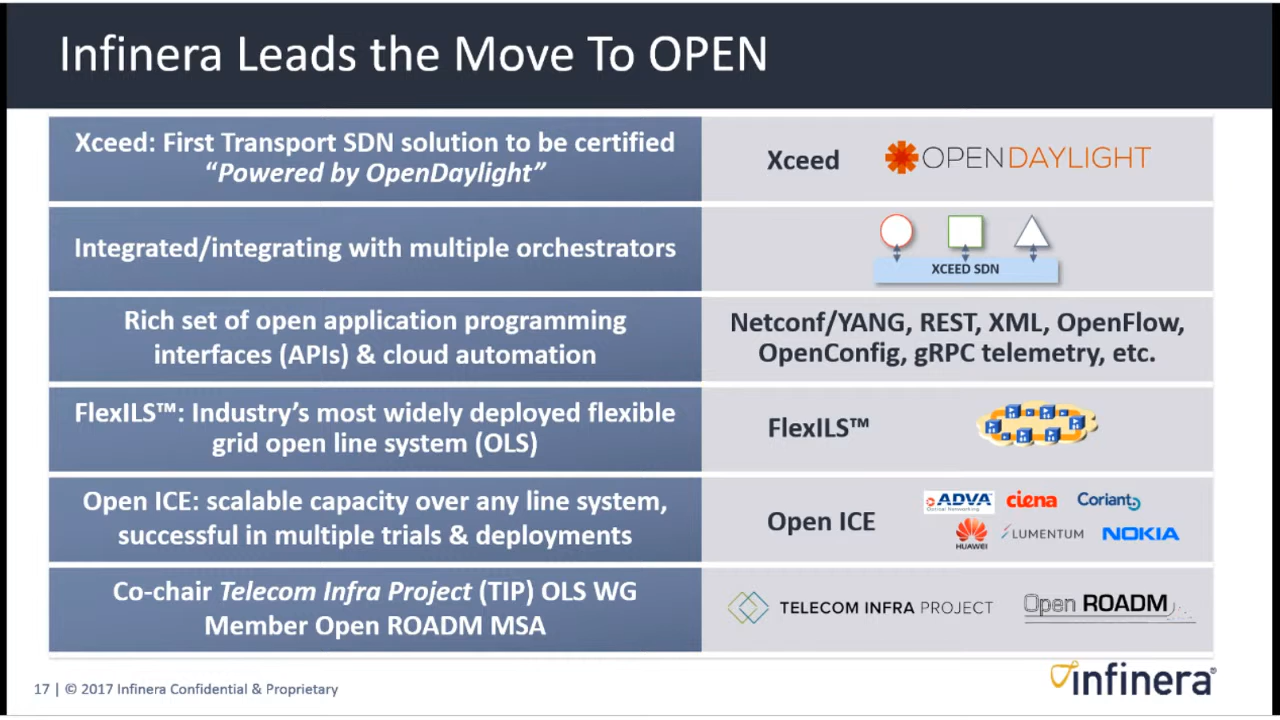 Infinera Leads the Move To OPEN
Xceed: First Transport SDN solution to be certified
“Powered by OpenDaylight”
Xceed
OPENDAYLIGHT
Integrated/integrating with multiple orchestrators
XCEED SDN
Rich set of open application programming
interfaces (APIs) & cloud automation
Netconf/YANG, REST, XML, OpenFlow,
OpenConfig, gRPC telemetry, etc.
FlexILS™: Industry’s most widely deployed flexible
grid open line system (OLS)
FlexILS™
Open ICE: scalable capacity over any line system,
successful in multiple trials & deployments
Open ICE
ADVA
Optical Networking
ciena
Coriant
HUAWEI
LUMENTUM
NOKIA
Co-chair Telecom Infra Project (TIP) OLS WG
Member Open ROADM MSA
TELECOM INFRA PROJECT
Open ROADM
17 | © 2017 Infinera Confidential & Proprietary
infinera®